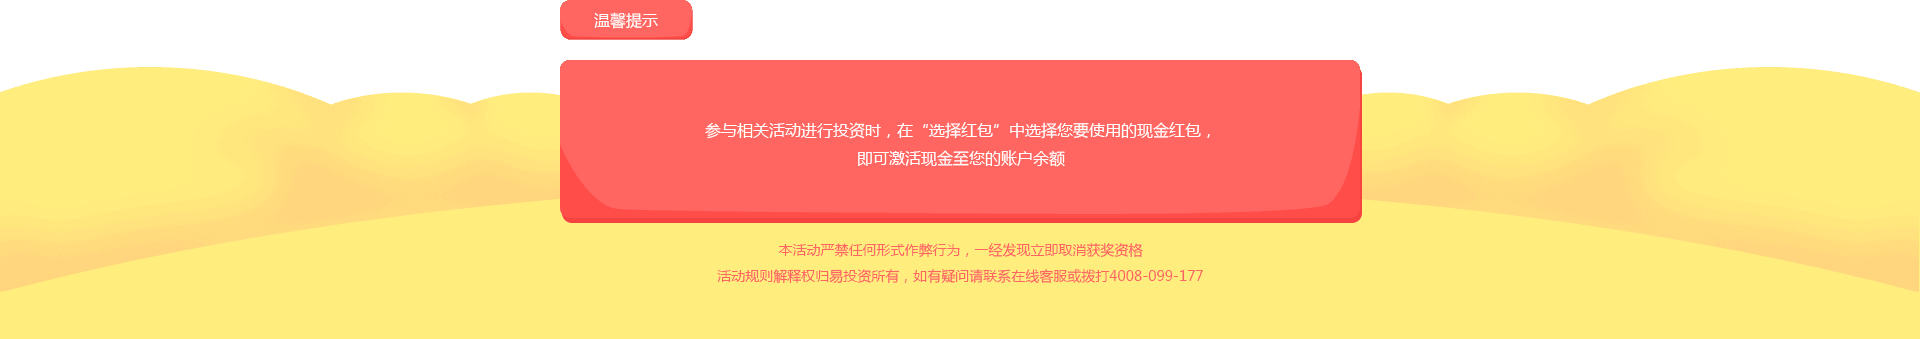 温馨提示
参与相关活动进行投资时，在“选择红包”中选择您要使用的现金红包，
即可激活现金至您的账户余额
本活动严禁任何形式作弊行为，一经发现立即取消获奖资格
活动规则解释权归易投资所有，如有疑问请联系在线客服或拨打4008-099-177